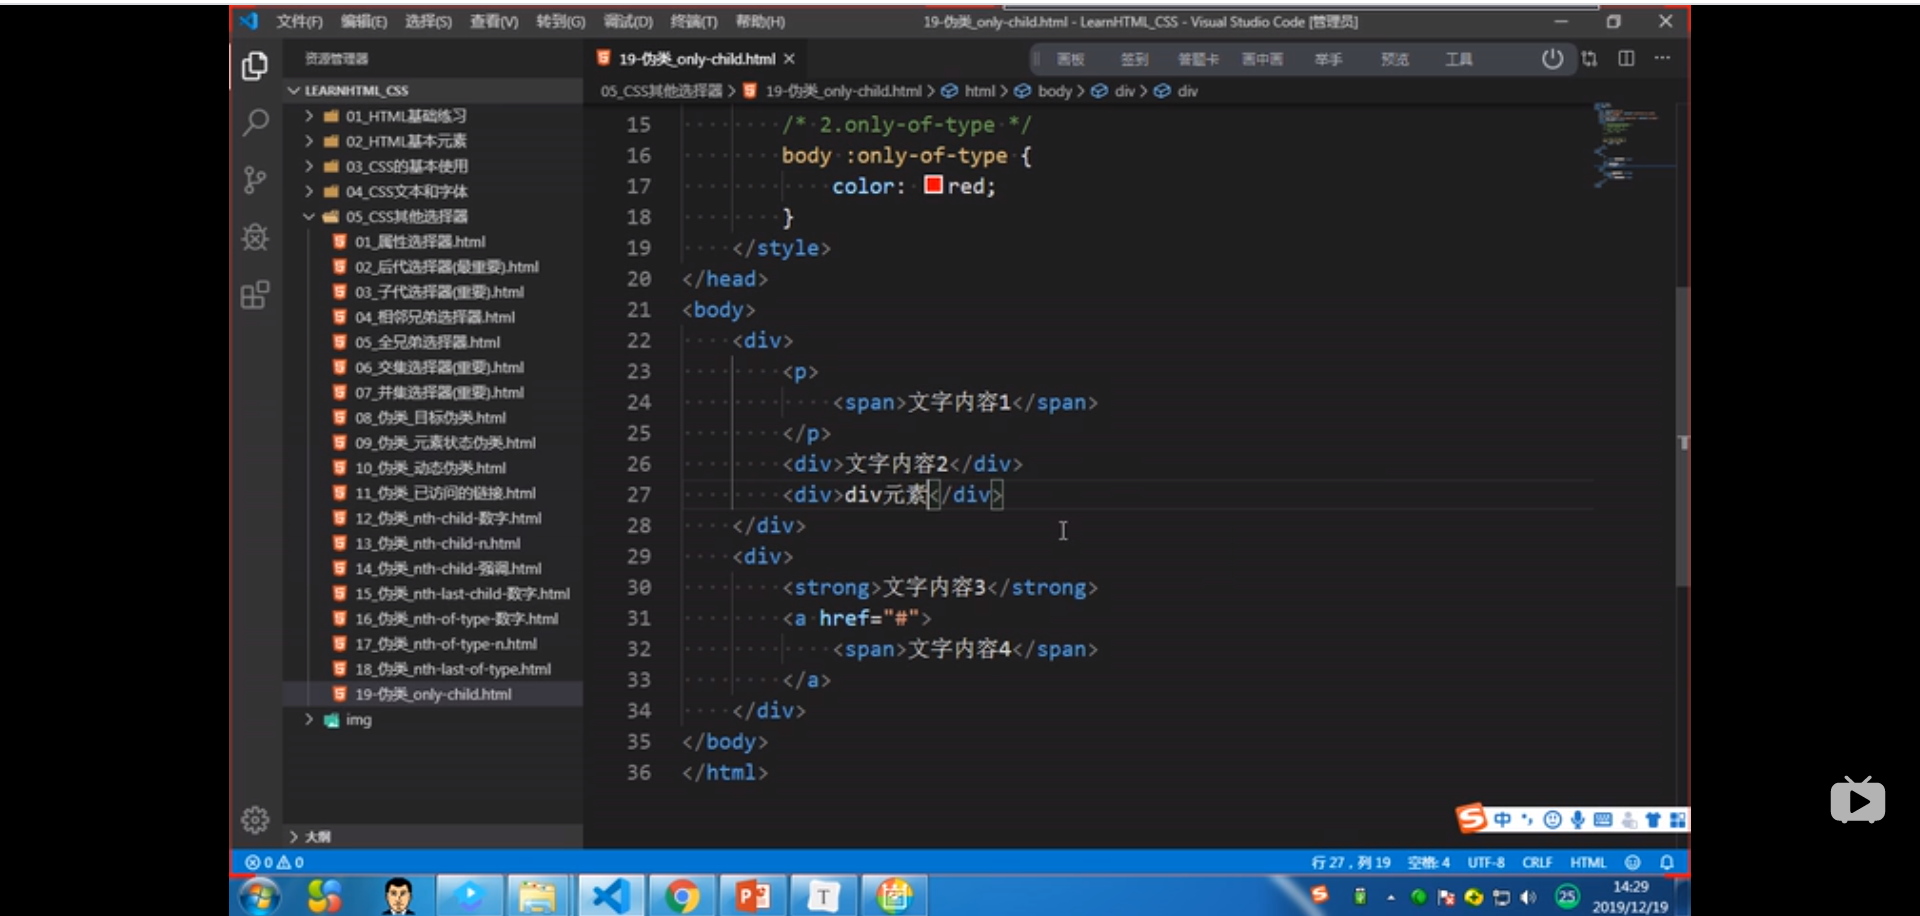 文件(F) 编辑(E) 选择(S) 查看(V) 转到(G) 调试(D) 终端(T) 帮助(H) 19-伪类_only-child.html - LearnHTML_CSS - Visual Studio Code [管理员]
资源管理器
19-伪类_only-child.html
画板 签到 答题卡 画中画 举手 预览 工具
LEARNHTML_CSS
05_CSS其他选择器 > 19-伪类_only-child.html > html > body > div > div
01_HTML基础练习
02_HTML基本元素
03_CSS的基本使用
04_CSS文本和字体
05_CSS其他选择器
01_属性选择器.html
02_后代选择器(最重要).html
03_子代选择器(重要).html
04_相邻兄弟选择器.html
05_全兄弟选择器.html
06_交集选择器(重要).html
07_并集选择器(重要).html
08_伪类_目标伪类.html
09_伪类_元素状态伪类.html
10_伪类_动态伪类.html
11_伪类_已访问的链接.html
12_伪类_nth-child-数字.html
13_伪类_nth-child-n.html
14_伪类_nth-child-强调.html
15_伪类_nth-last-child-数字.html
16_伪类_nth-of-type-数字.html
17_伪类_nth-of-type-n.html
18_伪类_nth-last-of-type.html
19-伪类_only-child.html
img
大纲
15 /* 2.only-of-type */
16 body :only-of-type {
17 color: red;
18 }
19 </style>
20 </head>
21 <body>
22 <div>
23 <p>
24 <span>文字内容1</span>
25 </p>
26 <div>文字内容2</div>
27 <div>div元素</div>
28 </div>
29 <div>
30 <strong>文字内容3</strong>
31 <a href="#">
32 <span>文字内容4</span>
33 </a>
34 </div>
35 </body>
36 </html>
中
0 0 行 27，列 19 空格: 4 UTF-8 CRLF HTML
T
25
14:29
2019/12/19